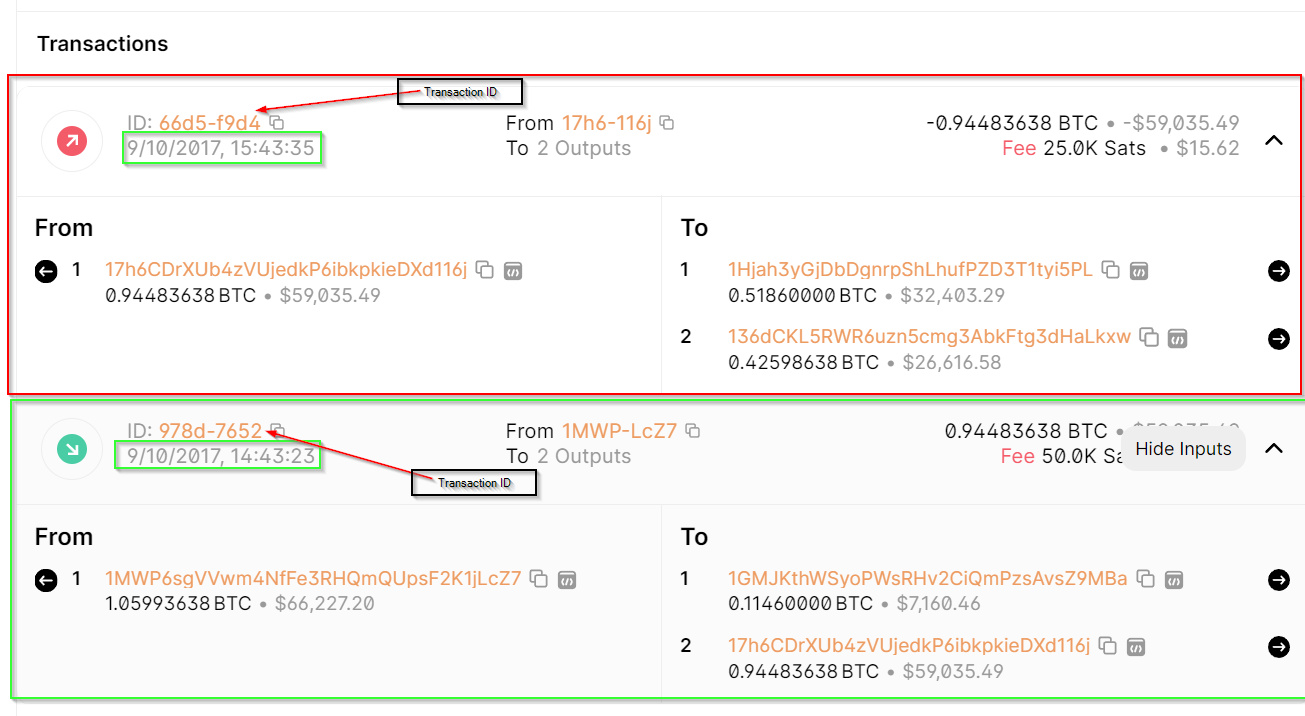 Transactions
Transaction ID
ID: 66d5-f9d4 From 17h6-116j -0.94483638 BTC • -$59,035.49
9/10/2017, 15:43:35 To 2 Outputs Fee 25.0K Sats • $15.62
From To
1 17h6CDrXUb4zVUjedkP6ibkpkieDXd116j 1 1Hjah3yGjDbDgnrpShLhufPZD3T1tyi5PL
0.94483638 BTC • $59,035.49 0.51860000 BTC • $32,403.29
2 136dCKL5RWR6uzn5cmg3AbkFtg3dHaLkxw
0.42598638 BTC • $26,616.58
ID: 978d-7652 From 1MWP-LcZ7 0.94483638 BTC •
9/10/2017, 14:43:23 To 2 Outputs Fee 50.0K Hide Inputs
Transaction ID
From To
1 1MWP6sgVVwm4NfFe3RHQmQUpsF2K1jLcZ7 1 1GMJKthWSyoPWsRHv2CiQmPzsAvsZ9MBa
1.05993638 BTC • $66,227.20 0.11460000 BTC • $7,160.46
2 17h6CDrXUb4zVUjedkP6ibkpkieDXd116j
0.94483638 BTC • $59,035.49